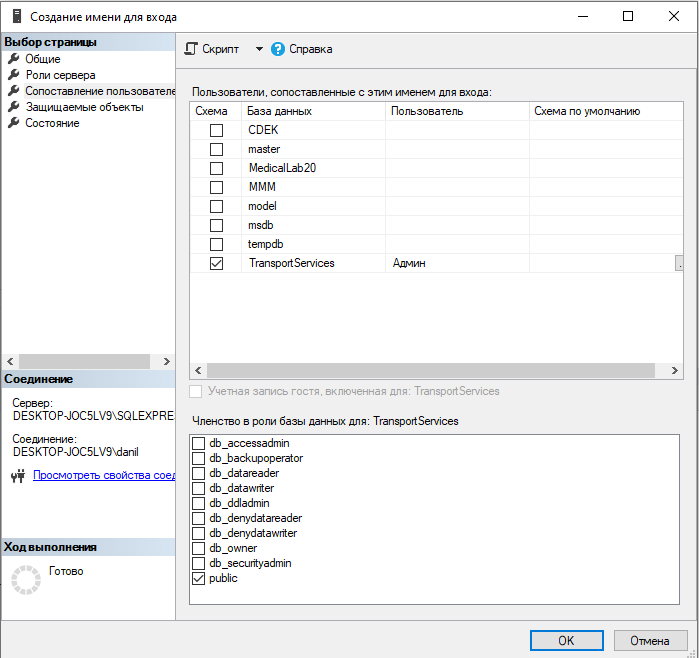 Создание имени для входа
Выбор страницы
Общие
Роли сервера
Сопоставление пользователе
Защищаемые объекты
Состояние
Скрипт
Справка
Пользователи, сопоставленные с этим именем для входа:
Схема База данных Пользователь Схема по умолчанию
CDEK
master
MedicalLab20
MMM
model
msdb
tempdb
TransportServices Админ
Учетная запись гостя, включенная для: TransportServices
Членство в роли базы данных для: TransportServices
db_accessadmin
db_backupoperator
db_datareader
db_datawriter
db_ddladmin
db_denydatareader
db_denydatawriter
db_owner
db_securityadmin
public
Соединение
Сервер:
DESKTOP-JOC5LV9\SQLEXPRE
Соединение:
DESKTOP-JOC5LV9\danil
Просмотреть свойства соед
Ход выполнения
Готово
OK
Отмена